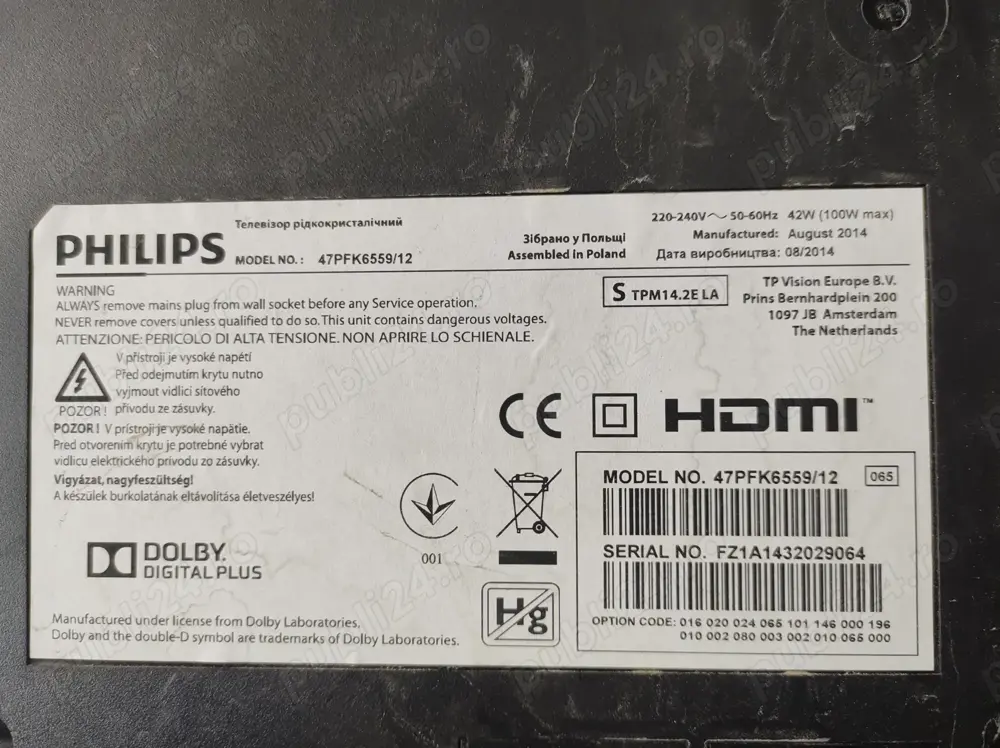 Телевізор рідкокристалічний
PHILIPS
MODEL NO. : 47PFK6559/12
Зібрано у Польщі
Assembled in Poland
220-240V～ 50-60Hz 42W (100W max)
Manufactured: August 2014
Дата виробництва: 08/2014
WARNING
ALWAYS remove mains plug from wall socket before any Service operation.
NEVER remove covers unless qualified to do so. This unit contains dangerous voltages.
ATTENZIONE: PERICOLO DI ALTA TENSIONE. NON APRIRE LO SCHIENALE.
S TPM14.2E LA
TP Vision Europe B.V.
Prins Bernhardplein 200
1097 JB Amsterdam
The Netherlands
V přístroji je vysoké napětí
Před odejmutím krytu nutno
vyjmout vidlici síťového
POZOR! přívodu ze zásuvky.
POZOR! V prístroji je vysoké napätie.
Pred otvorením krytu je potrebné vybrat
vidlicu elektrického prívodu zo zásuvky.
Vigyázat, nagyfeszültség!
A készülek burkolatának eltávolítása életveszélyes!
CE
HDMI™
001
DOLBY.
DIGITAL PLUS
Hg
Manufactured under license from Dolby Laboratories.
Dolby and the double-D symbol are trademarks of Dolby Laboratories.
MODEL NO. 47PFK6559/12 065
SERIAL NO. FZ1A1432029064
OPTION CODE: 016 020 024 065 101 146 000 196
010 002 080 003 002 010 065 000
publi24.ro